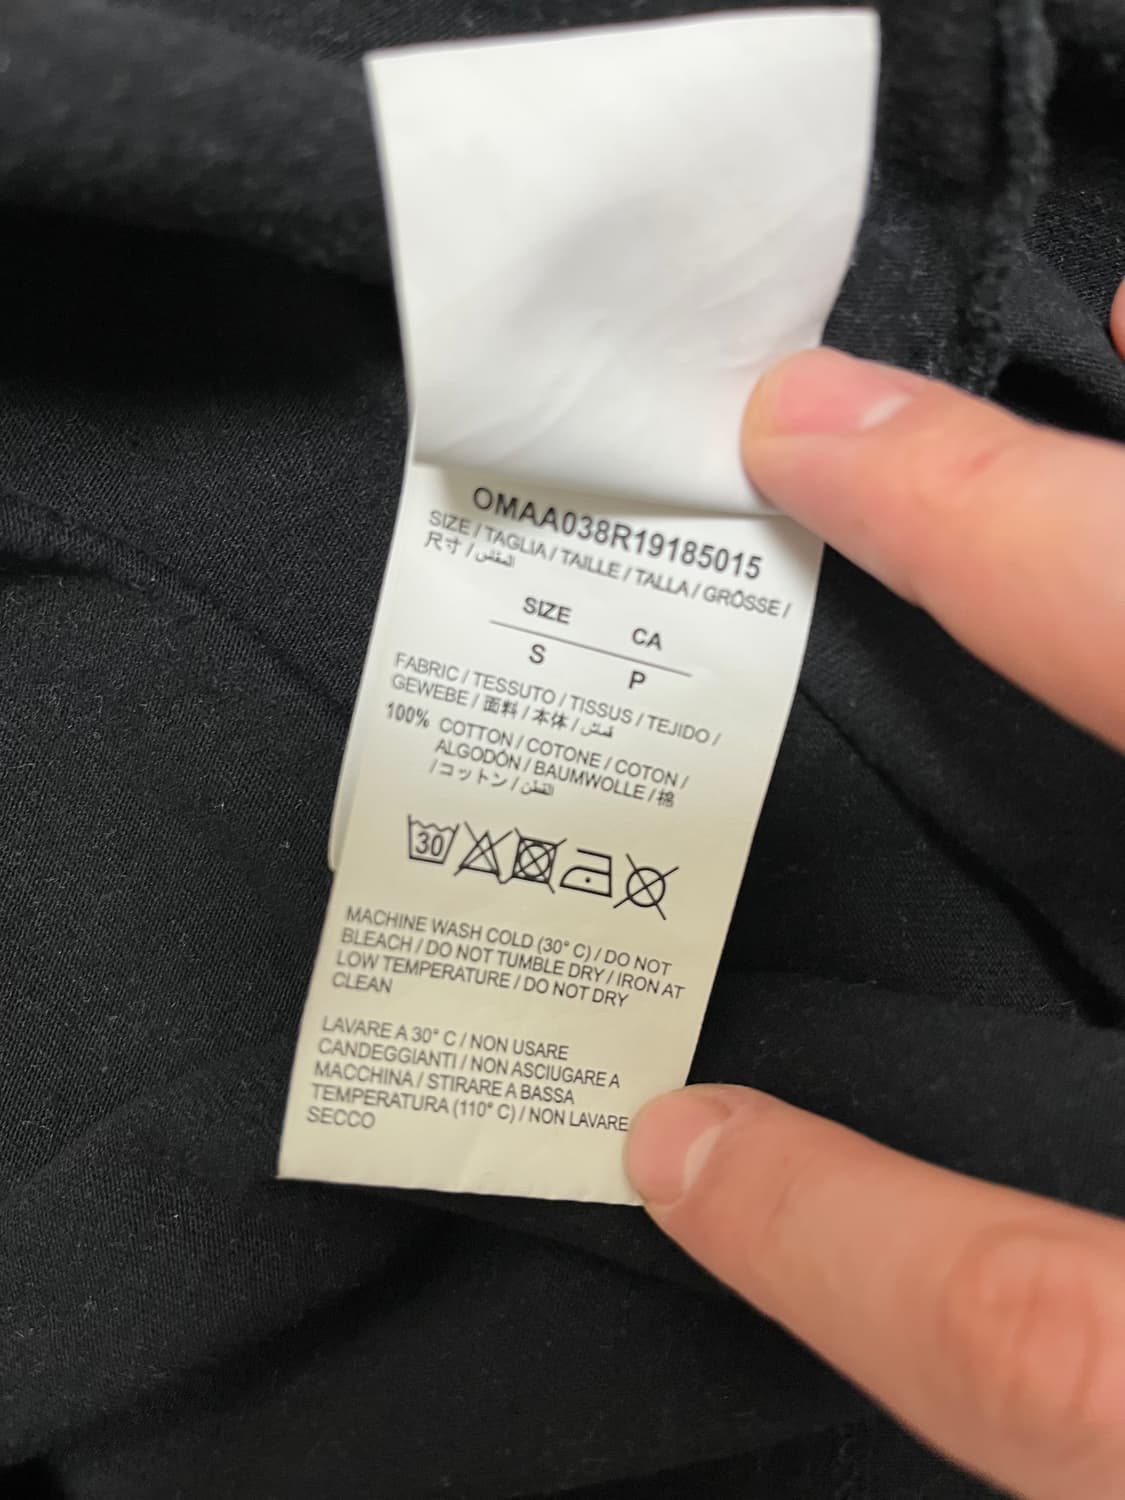 OMAA038R19185015
SIZE / TAGLIA / TAILLE / TALLA / GRÖSSE /
尺寸 / المقاس
SIZE CA
S P
FABRIC / TESSUTO / TISSUS / TEJIDO /
GEWEBE / 面料 / 本体 / قماش
100% COTTON / COTONE / COTON /
ALGODÓN / BAUMWOLLE / 棉
/ コットン / القطن
30
MACHINE WASH COLD (30° C) / DO NOT
BLEACH / DO NOT TUMBLE DRY / IRON AT
LOW TEMPERATURE / DO NOT DRY
CLEAN
LAVARE A 30° C / NON USARE
CANDEGGIANTI / NON ASCIUGARE A
MACCHINA / STIRARE A BASSA
TEMPERATURA (110° C) / NON LAVARE
SECCO